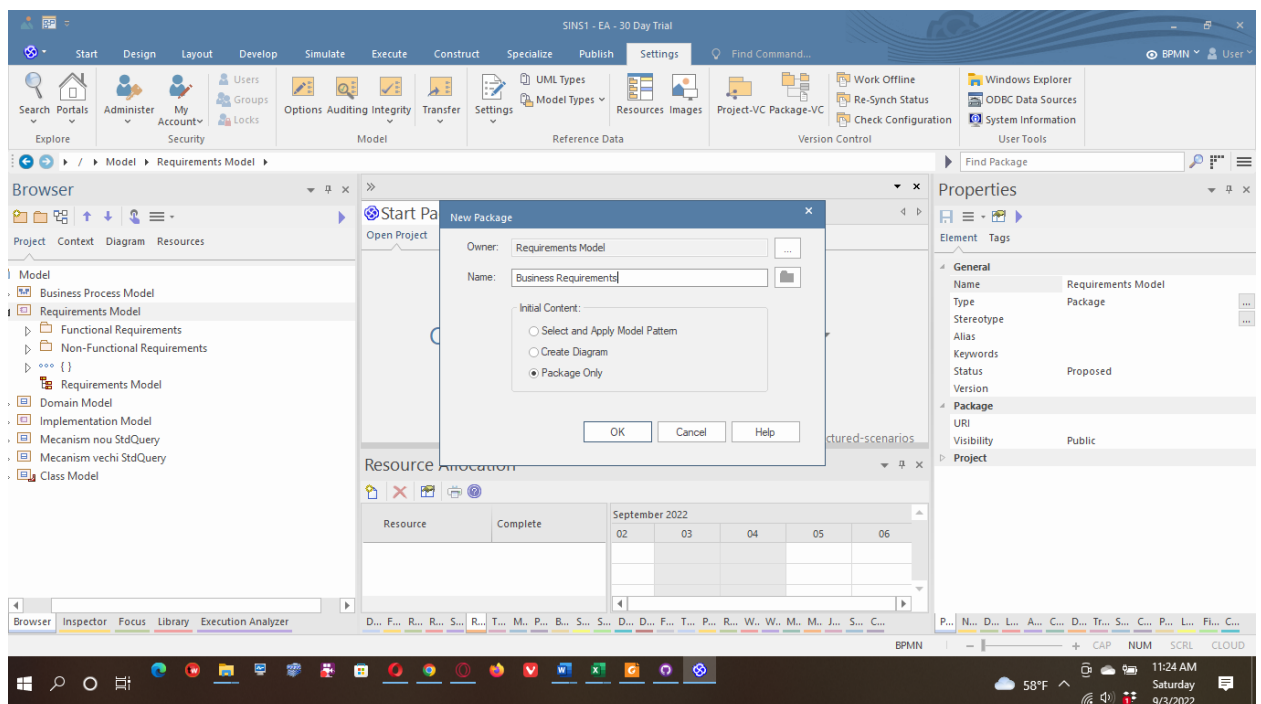 SINS1 - EA - 30 Day Trial
Start Design Layout Develop Simulate Execute Construct Specialize Publish Settings Find Command... BPMN User
Search Portals Administer My Account Users Groups Locks Options Auditing Integrity Transfer Settings UML Types Model Types Resources Images Project-VC Package-VC Work Offline Re-Synch Status Check Configuration Windows Explorer ODBC Data Sources System Information
Explore Security Model Reference Data Version Control User Tools
/ Model Requirements Model Find Package
Browser
Project Context Diagram Resources
Model
Business Process Model
Requirements Model
Functional Requirements
Non-Functional Requirements
{ }
Requirements Model
Domain Model
Implementation Model
Mecanism nou StdQuery
Mecanism vechi StdQuery
Class Model
Start Pa
Open Project
New Package
Owner: Requirements Model ...
Name: Business Requirements
Initial Content:
Select and Apply Model Pattern
Create Diagram
Package Only
OK Cancel Help
ctured-scenarios
Resource Allocation
Resource Complete September 2022
02 03 04 05 06
Properties
Element Tags
General
Name Requirements Model
Type Package ...
Stereotype ...
Alias
Keywords
Status Proposed
Version
Package
URI
Visibility Public
Project
Browser Inspector Focus Library Execution Analyzer D... F... R... R... S... R... T... M.. P... B... S... S... D... D... F... T... P... R... W.. W.. M.. M.. J... S... C... P... N... D... L... A... C... D... Tr... S... C... P... L... Fi... C...
BPMN CAP NUM SCRL CLOUD
58°F 11:24 AM
Saturday
9/3/2022